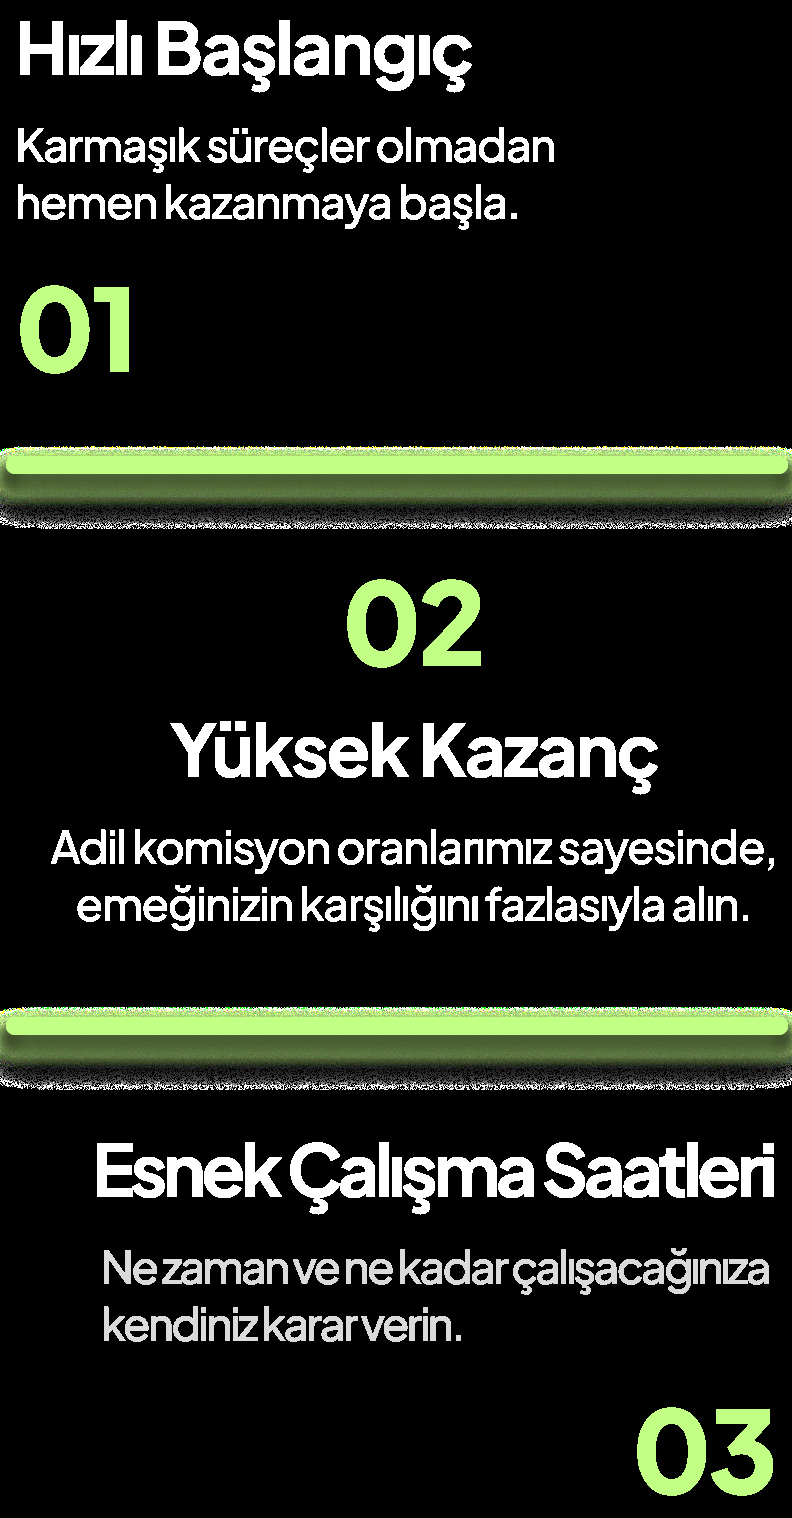 Hızlı Başlangıç
Karmaşık süreçler olmadan
hemen kazanmaya başla.
01
02
Yüksek Kazanç
Adil komisyon oranlarımız sayesinde,
emeğinizin karşılığını fazlasıyla alın.
Esnek Çalışma Saatleri
Ne zaman ve ne kadar çalışacağınıza
kendiniz karar verin.
03